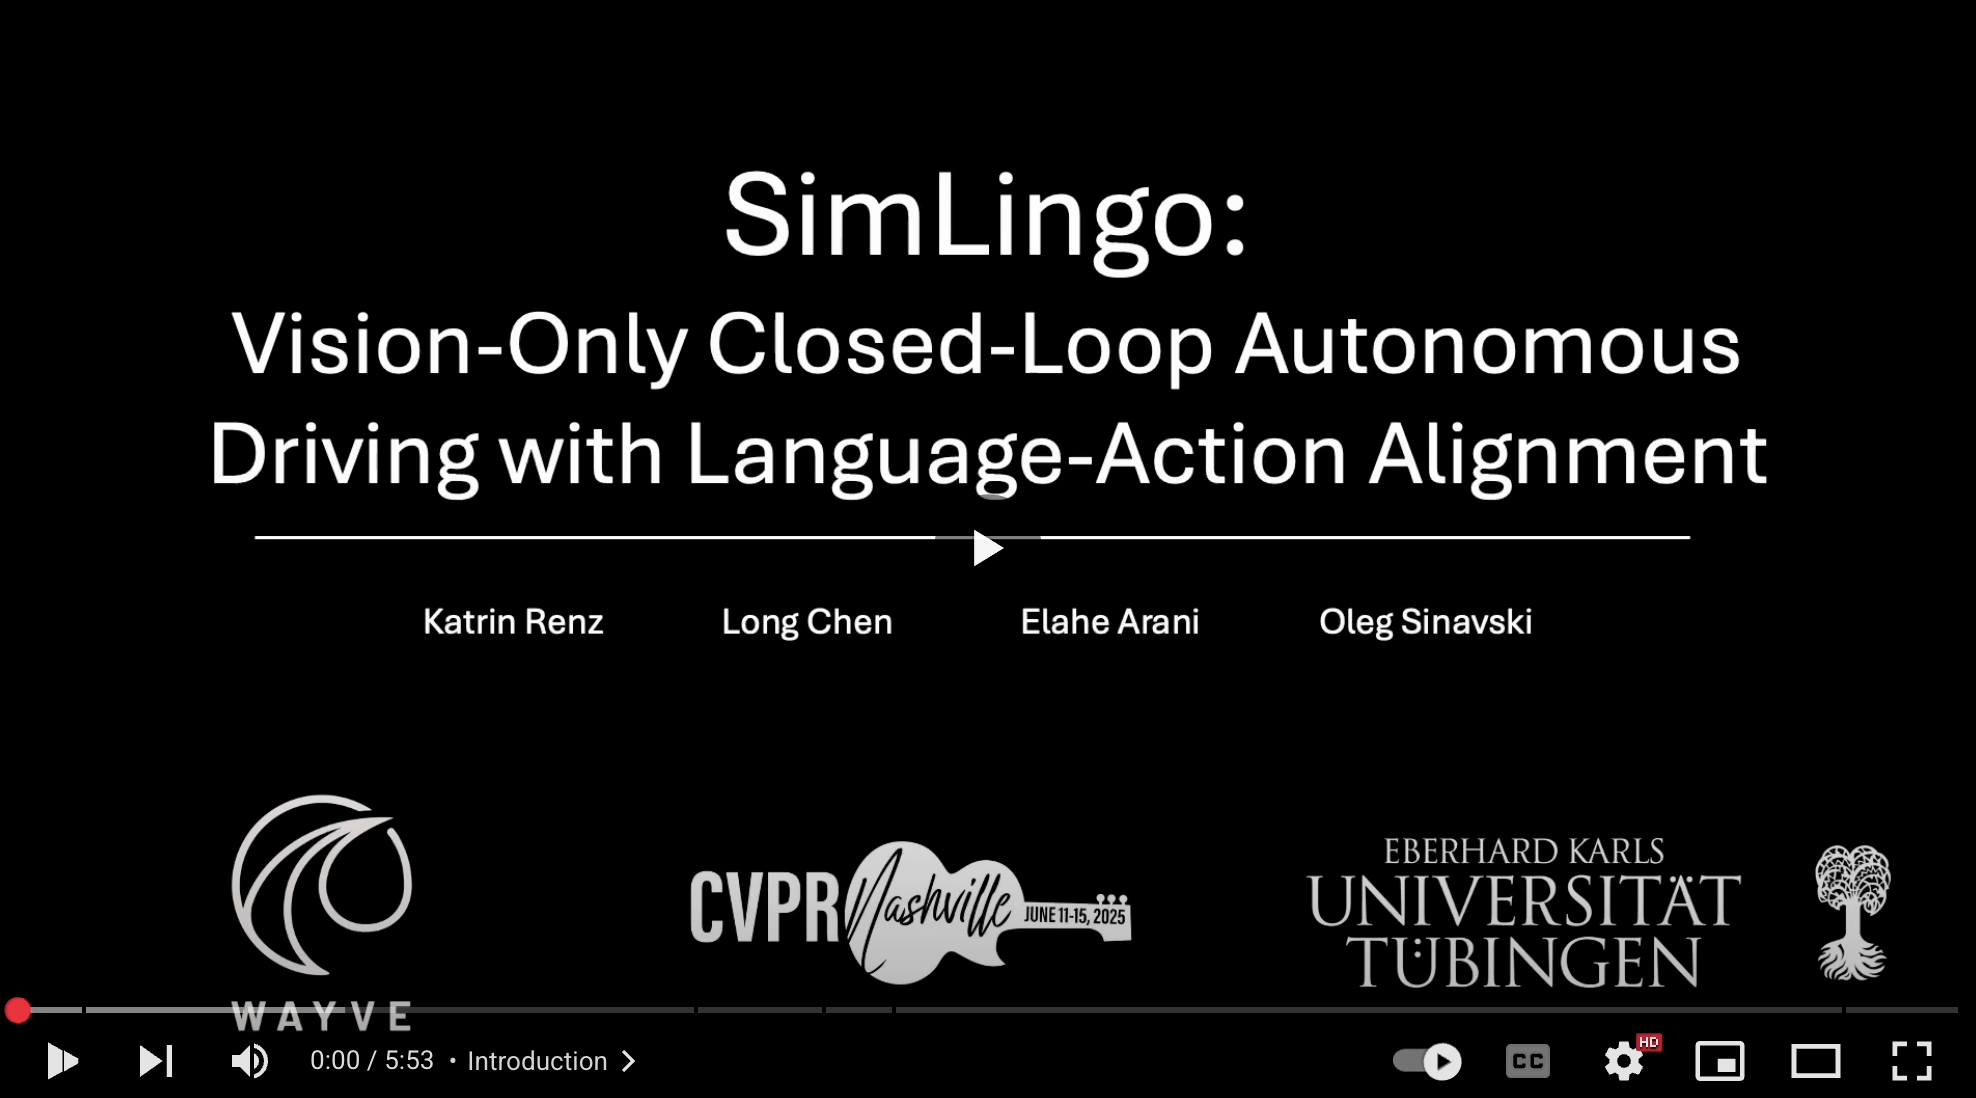 SimLingo:
Vision-Only Closed-Loop Autonomous
Driving with Language-Action Alignment
Katrin Renz Long Chen Elahe Arani Oleg Sinavski
WAYVE
CVPR Nashville JUNE 11-15, 2025
EBERHARD KARLS
UNIVERSITÄT
TÜBINGEN
0:00 / 5:53 • Introduction
CC
HD